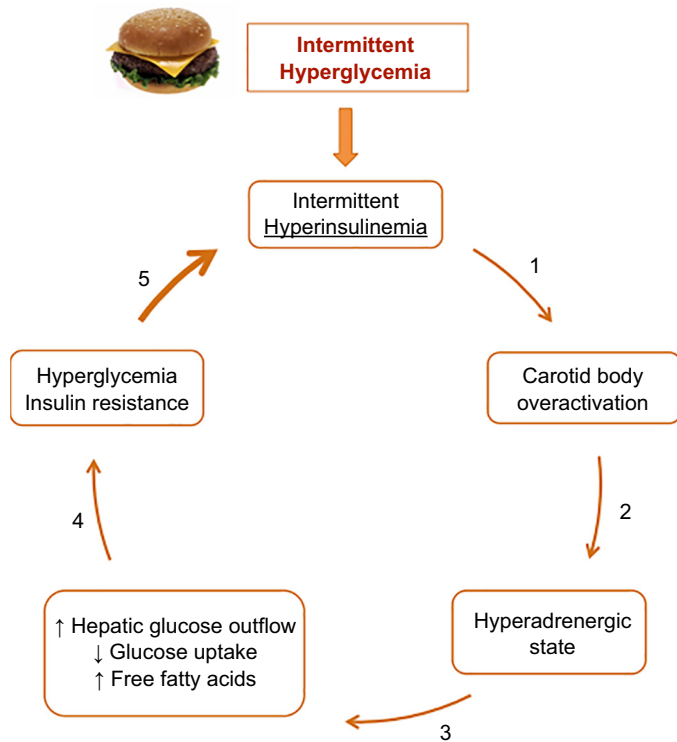 Intermittent
Hyperglycemia
Intermittent
Hyperinsulinemia
1
Carotid body
overactivation
2
Hyperadrenergic
state
3
↑ Hepatic glucose outflow
↓ Glucose uptake
↑ Free fatty acids
4
Hyperglycemia
Insulin resistance
5